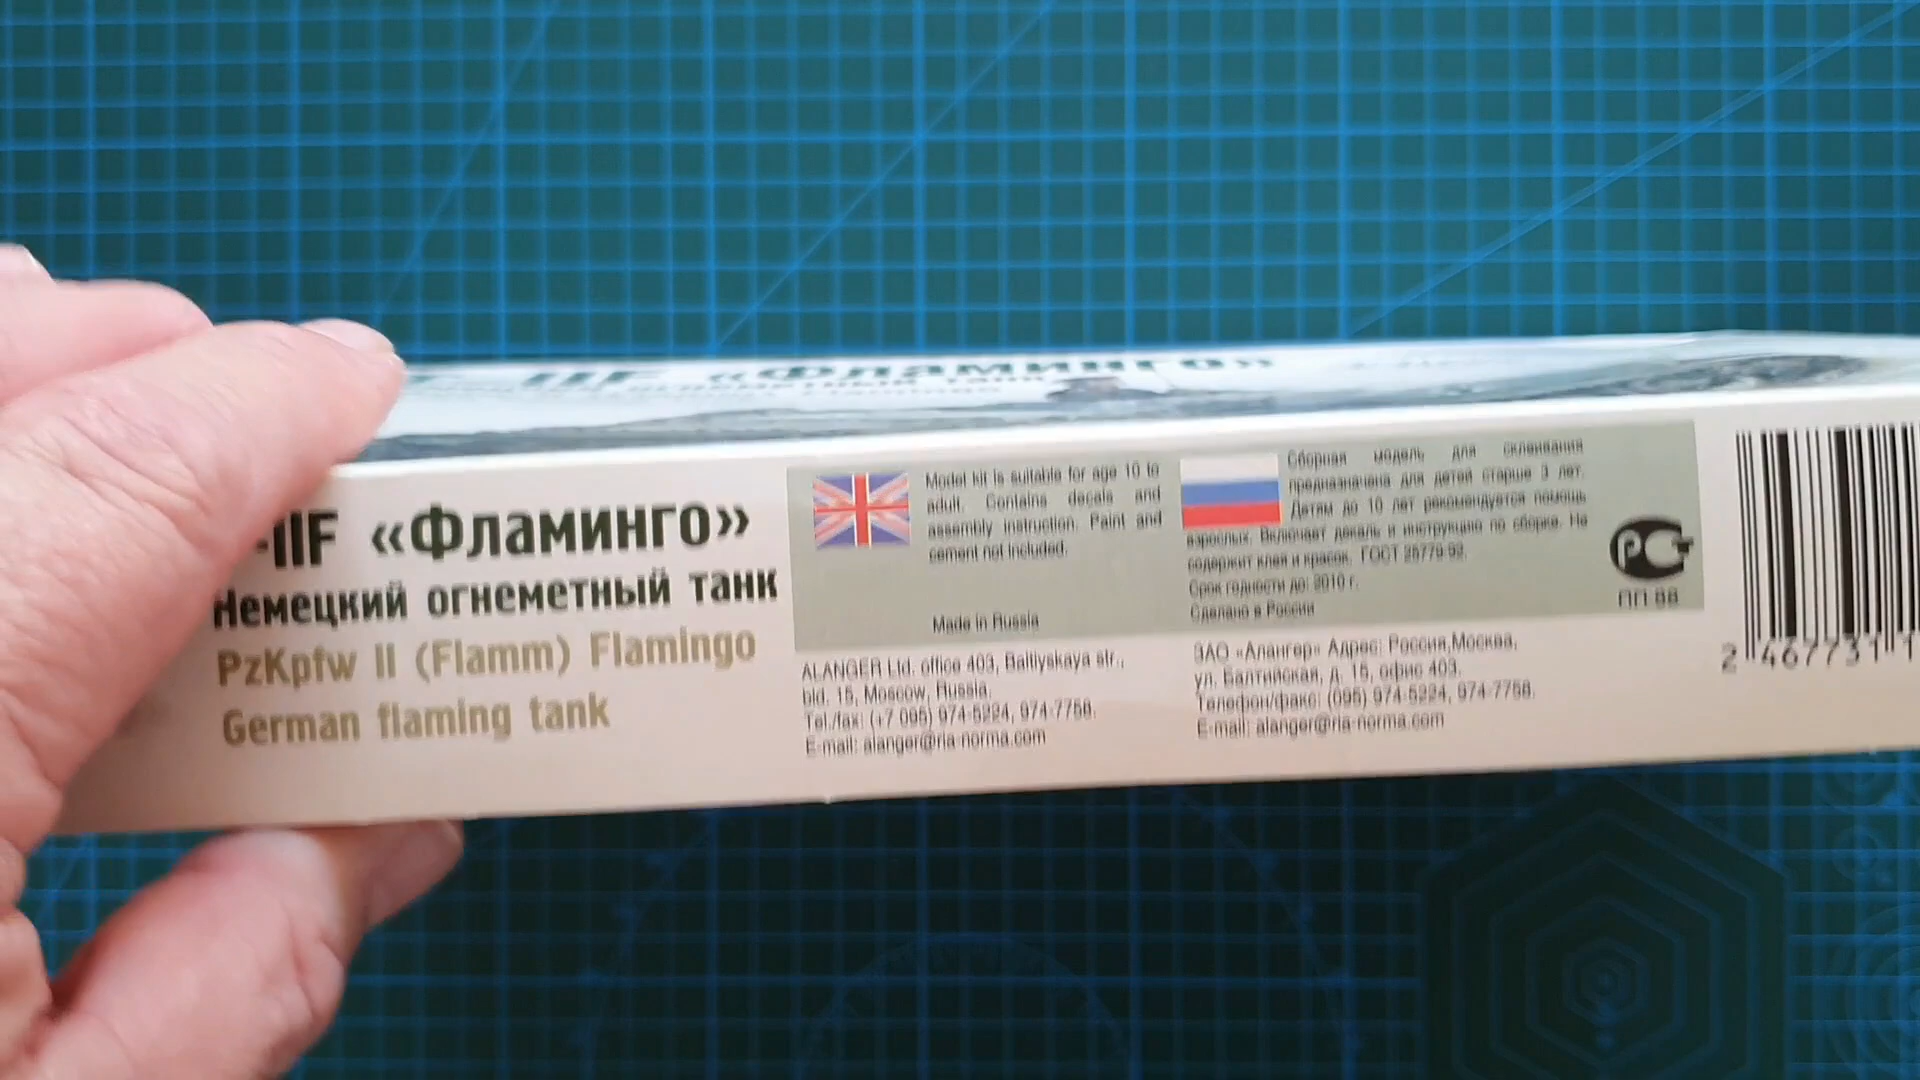 IIF «Фламинго»
-IIF «Фламинго»
Немецкий огнеметный танк
PzKpfw II (Flamm) Flamingo
German flaming tank
Model kit is suitable for age 10 to
adult. Contains decals and
assembly instruction. Paint and
cement not included.
Made in Russia
ALANGER Ltd. office 403, Baltiyskaya str.,
bld. 15, Moscow, Russia.
Tel./fax: (+7 095) 974-5224, 974-7758.
E-mail: alanger@ria-norma.com
Сборная модель для склеивания
предназначена для детей старше 3 лет.
Детям до 10 лет рекомендуется помощь
взрослых. Включает декаль и инструкцию по сборке. Не
содержит клея и красок. ГОСТ 25779-92.
Срок годности до: 2010 г.
Сделано в России
ЗАО «Алангер» Адрес: Россия,Москва,
ул. Балтийская, д. 15, офис 403.
Телефон/факс: (095) 974-5224, 974-7758.
E-mail: alanger@ria-norma.com
РСТ
ПП 88
2 467731 1